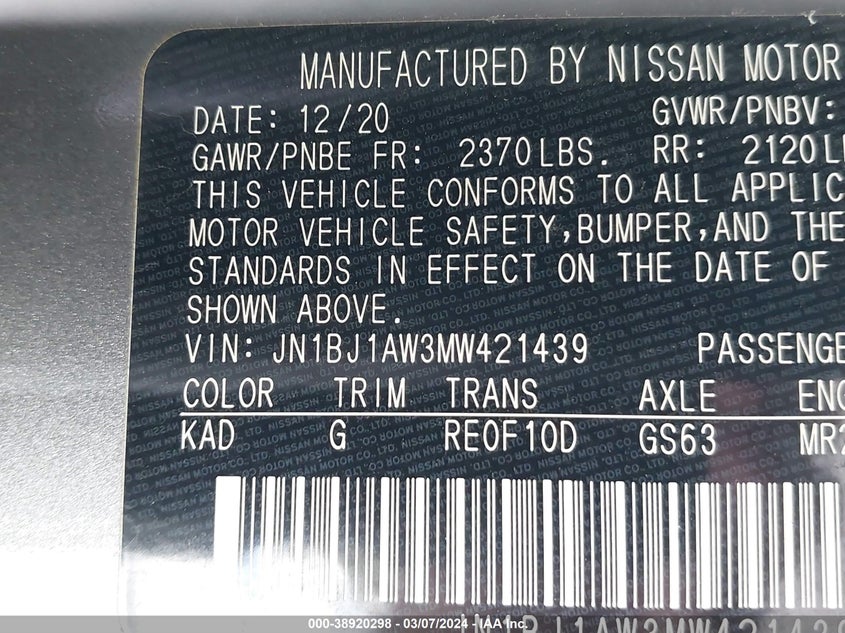 MANUFACTURED BY NISSAN MOTOR
DATE: 12/20 GVWR/PNBV:
GAWR/PNBE FR: 2370LBS. RR: 2120L
THIS VEHICLE CONFORMS TO ALL APPLIC
MOTOR VEHICLE SAFETY,BUMPER,AND THE
STANDARDS IN EFFECT ON THE DATE OF
SHOWN ABOVE.
VIN: JN1BJ1AW3MW421439 PASSENGE
COLOR TRIM TRANS AXLE ENG
KAD G RE0F10D GS63 MR2
JN1BJ1AW3MW421439
000-38920298 - 03/07/2024 - IAA Inc.